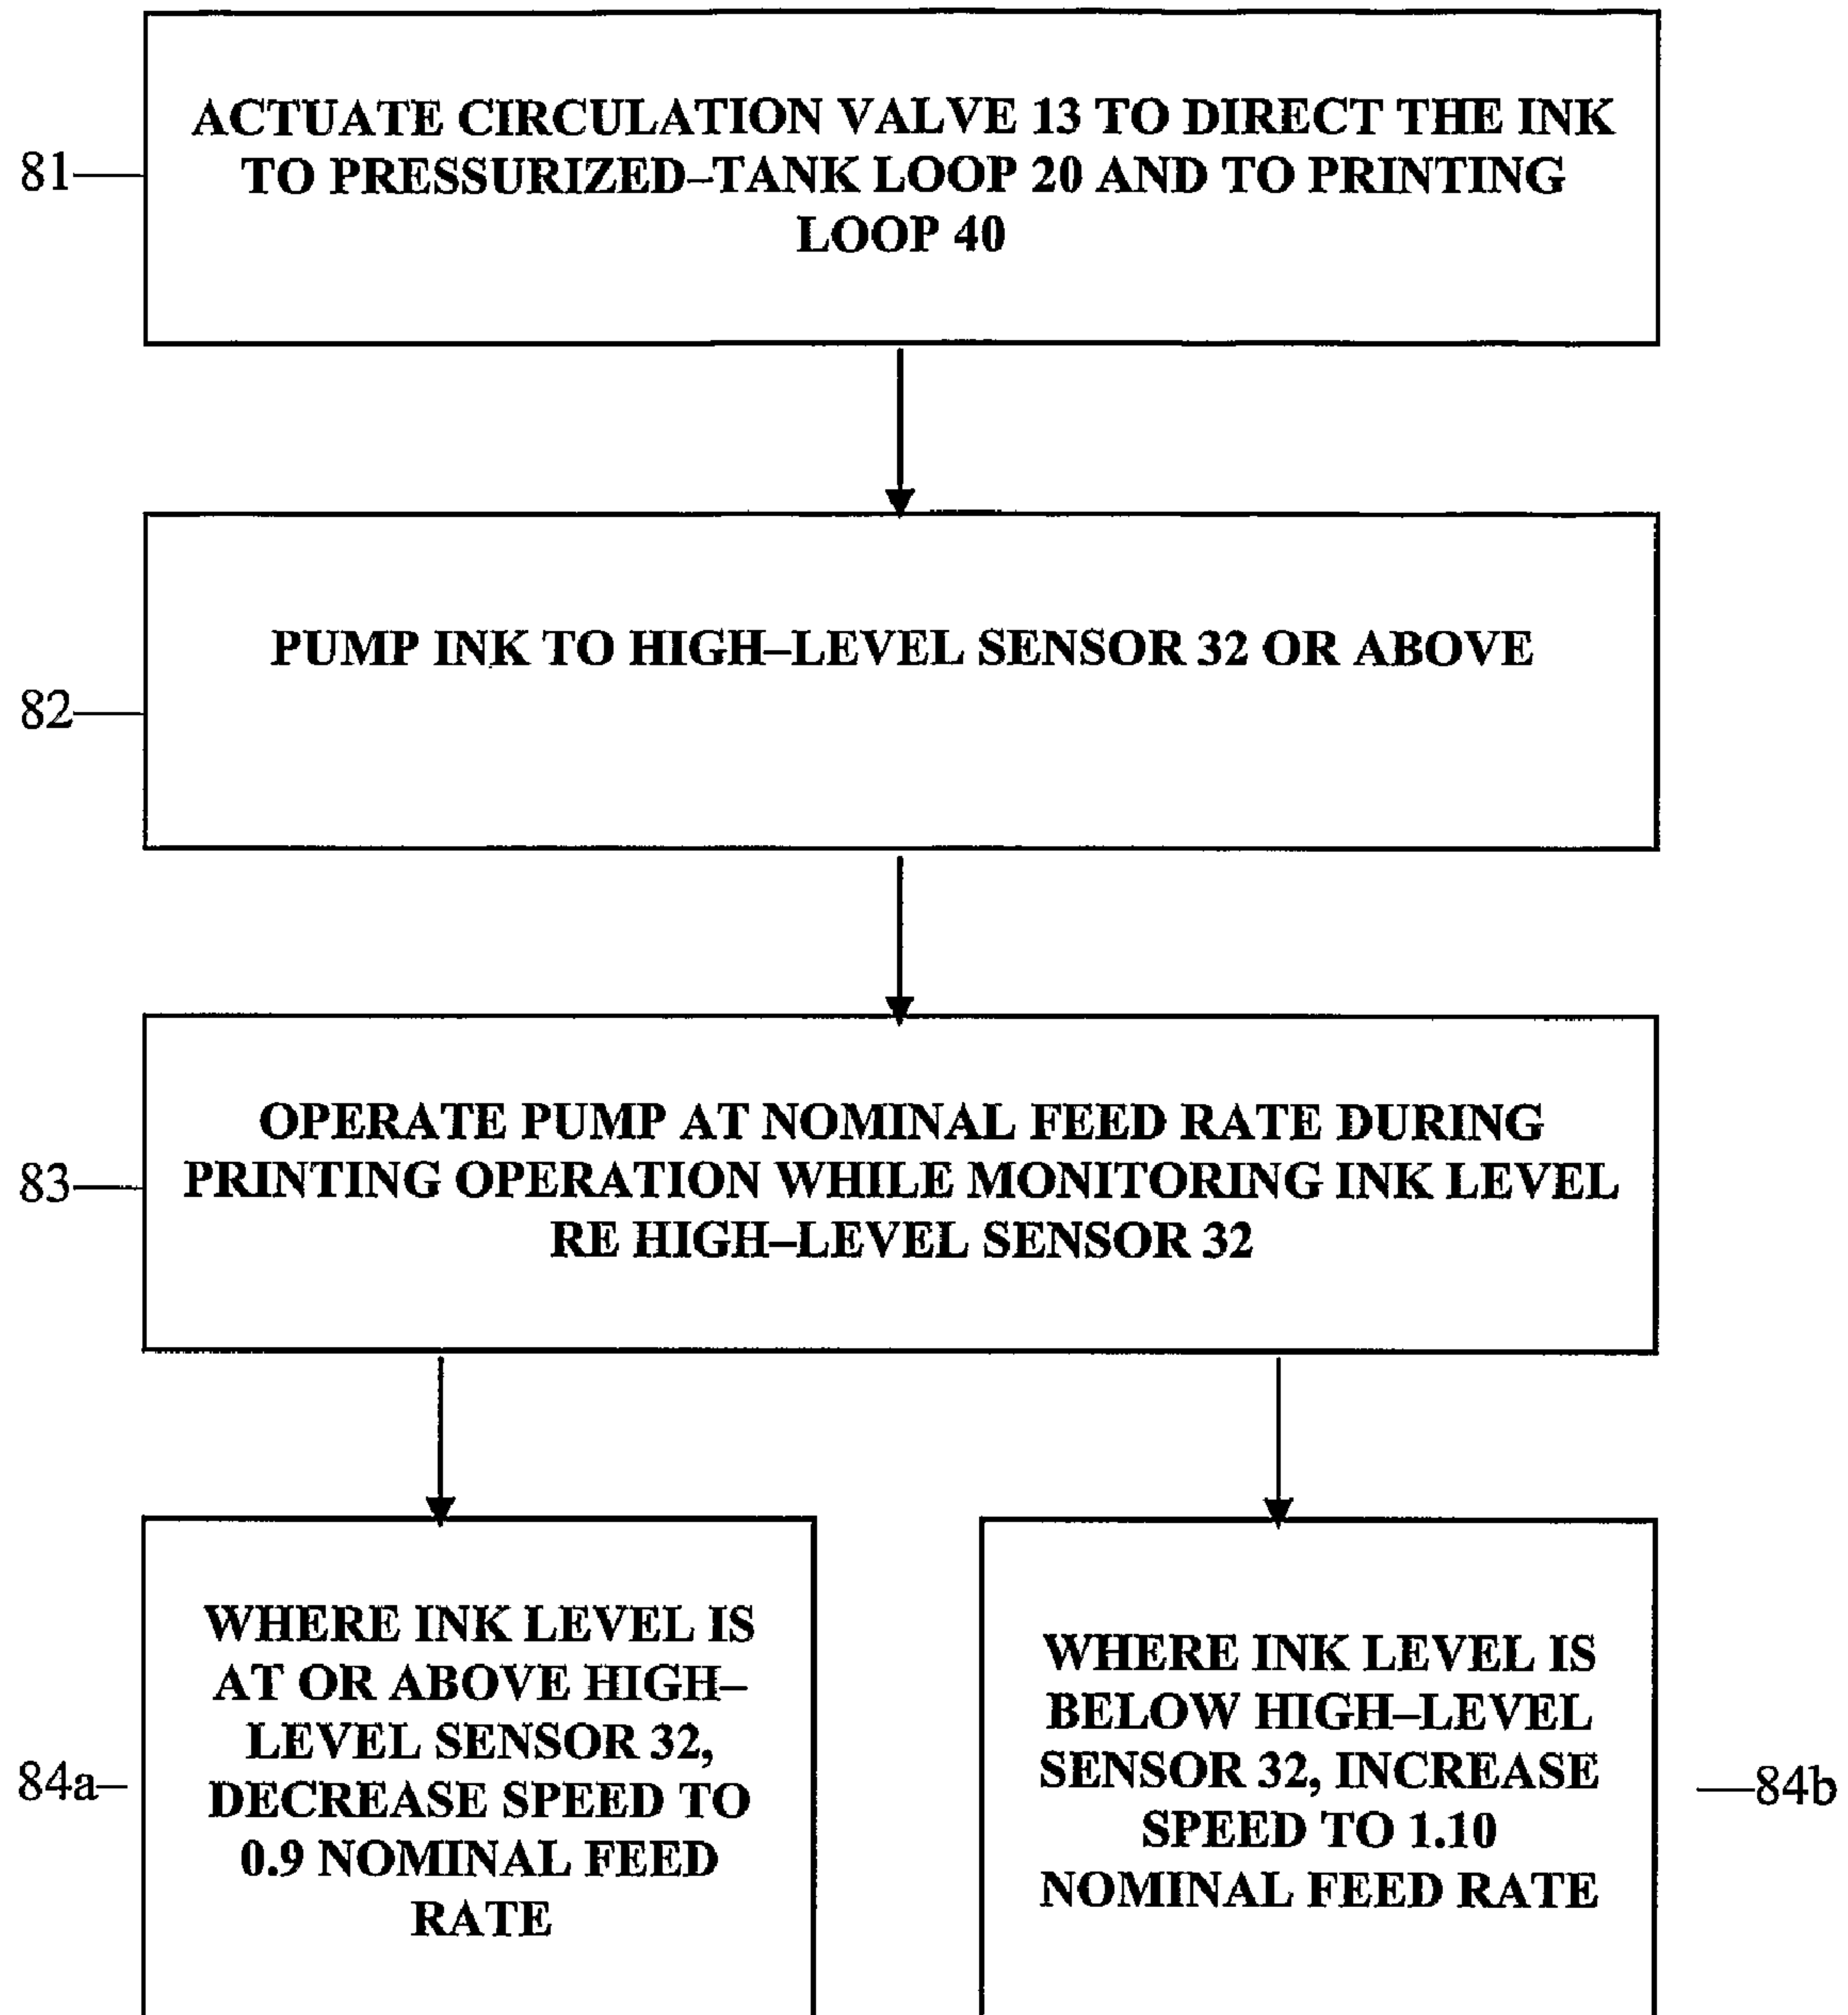 ACTUATE CIRCULATION VALVE 13 TO DIRECT THE INK
81
TO PRESSURIZED–TANK LOOP 20 AND TO PRINTING
LOOP 40
PUMP INK TO HIGH–LEVEL SENSOR 32 OR ABOVE
82
OPERATE PUMP AT NOMINAL FEED RATE DURING
83
PRINTING OPERATION WHILE MONITORING INK LEVEL
RE HIGH–LEVEL SENSOR 32
WHERE INK LEVEL IS
AT OR ABOVE HIGH–
LEVEL SENSOR 32,
84a
DECREASE SPEED TO
0.9 NOMINAL FEED
RATE
WHERE INK LEVEL IS
BELOW HIGH–LEVEL
SENSOR 32, INCREASE
84b
SPEED TO 1.10
NOMINAL FEED RATE